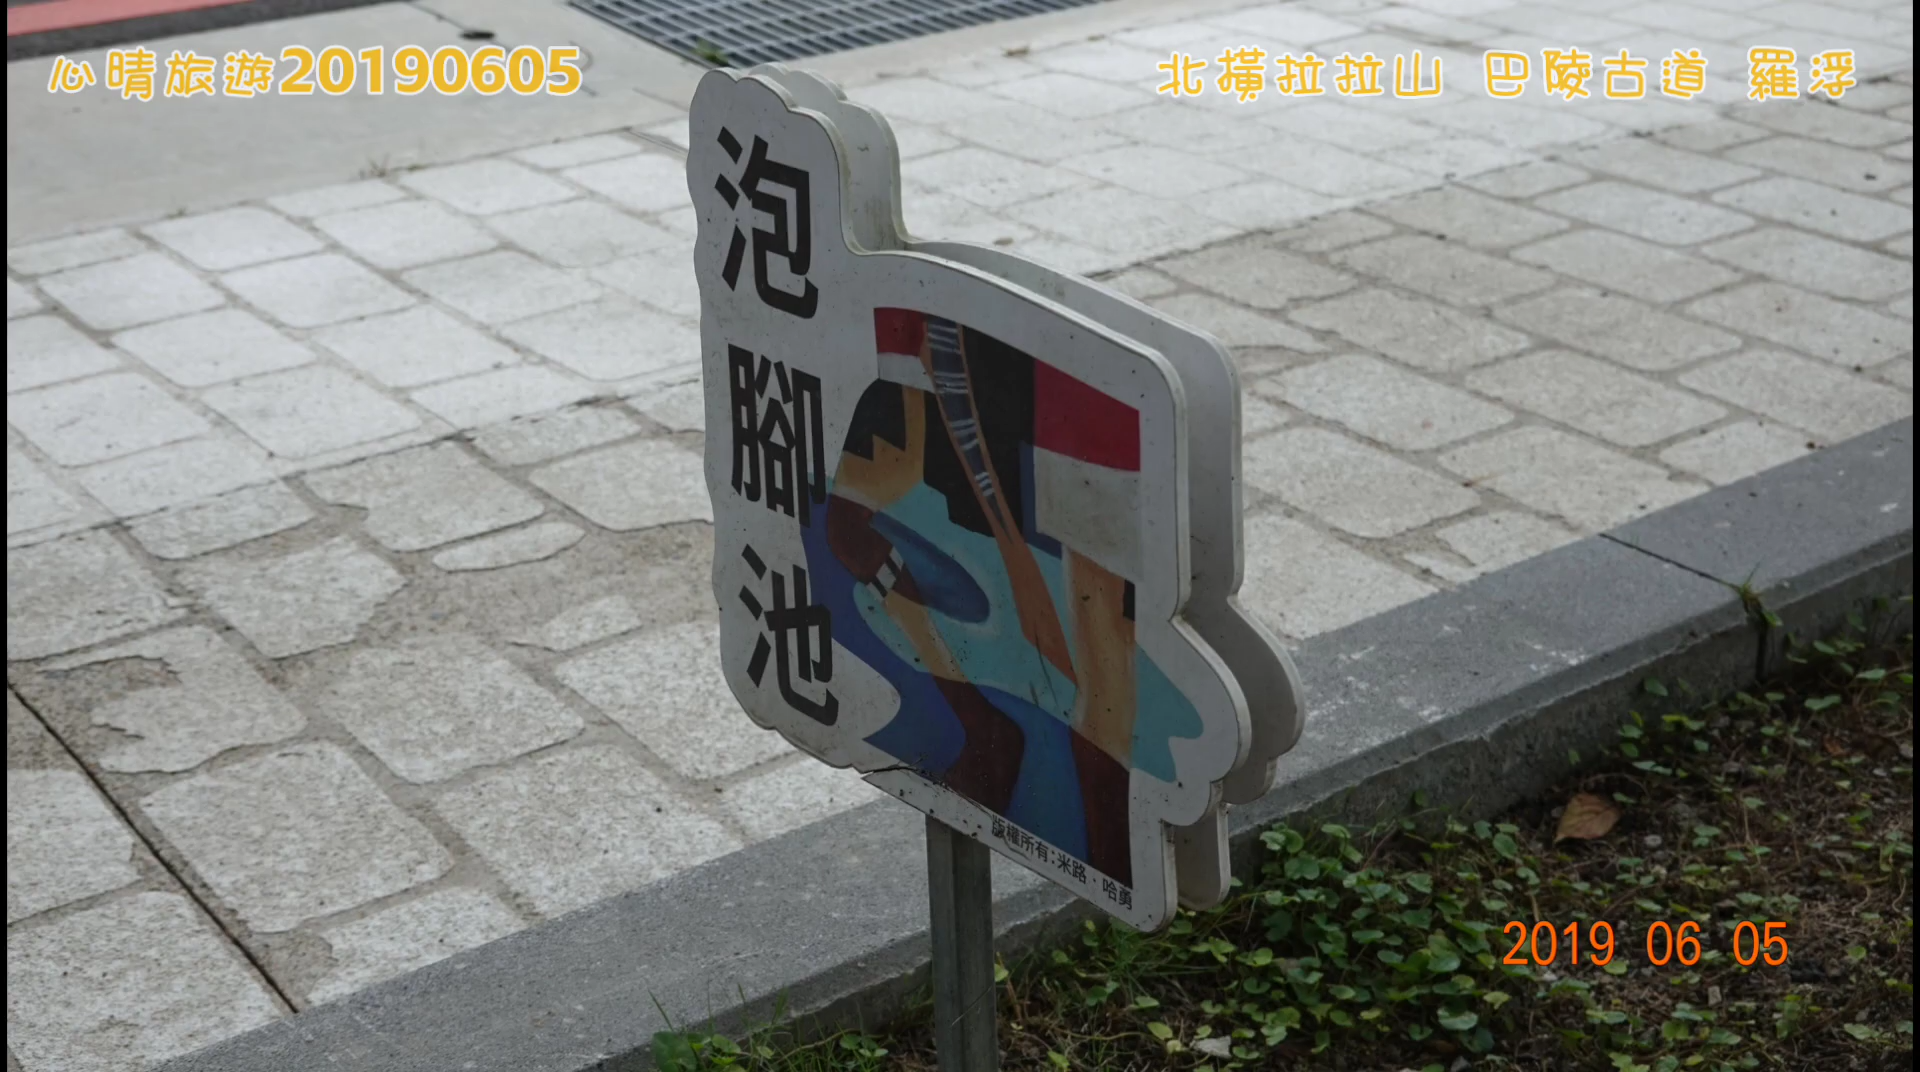 心晴旅遊20190605
北橫拉拉山 巴陵古道 羅浮
泡腳池
版權所有:米路·哈勇
2019 06 05